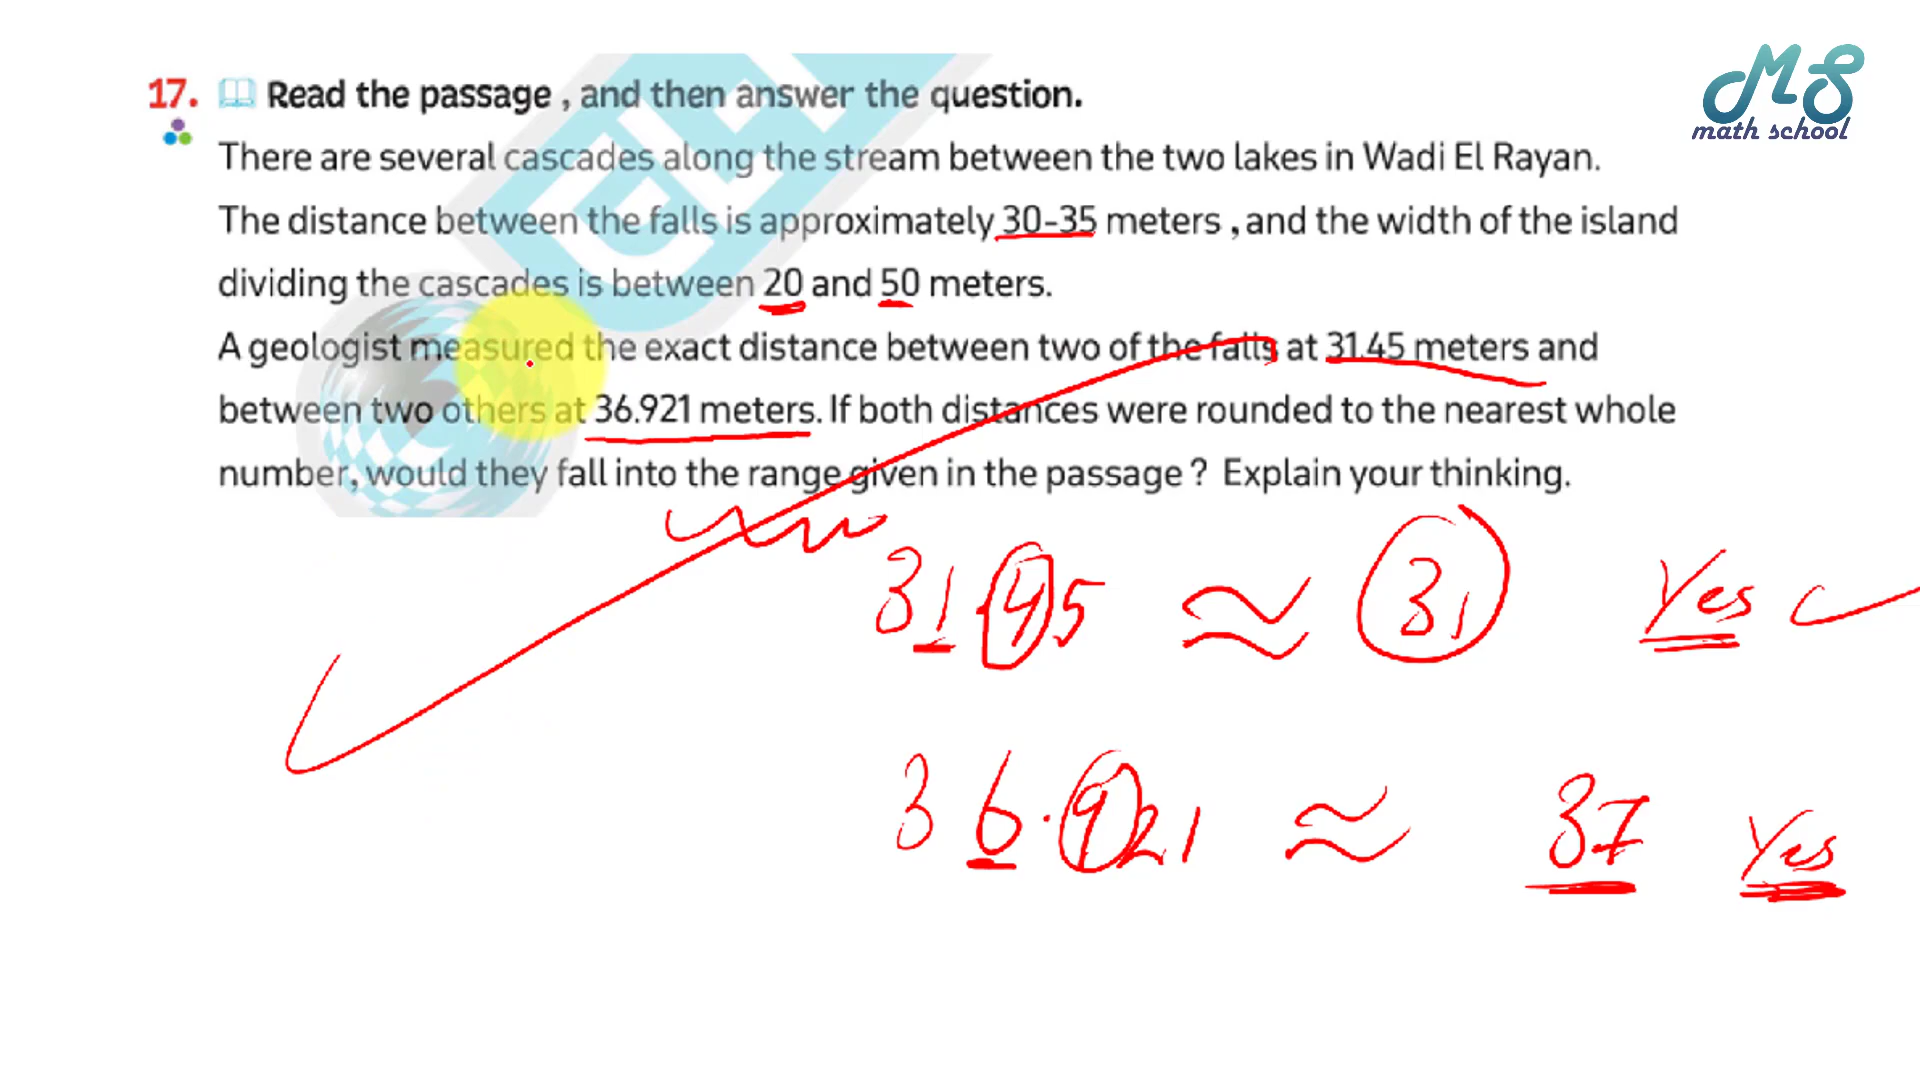 MS
math school
17. Read the passage , and then answer the question.
There are several cascades along the stream between the two lakes in Wadi El Rayan.
The distance between the falls is approximately 30-35 meters , and the width of the island
dividing the cascades is between 20 and 50 meters.
A geologist measured the exact distance between two of the falls at 31.45 meters and
between two others at 36.921 meters. If both distances were rounded to the nearest whole
number, would they fall into the range given in the passage ? Explain your thinking.
31.45 ≈ 31 Yes
36.921 ≈ 37 Yes